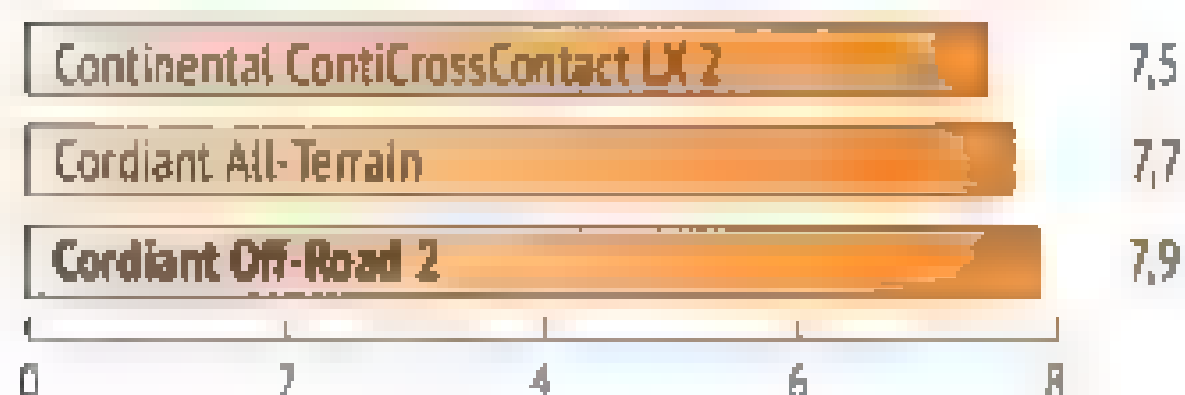 Continental ContiCrossContact LX 2 7,5
Cordiant All-Terrain 7,7
Cordiant Off-Road 2 7,9
0 2 4 6 8